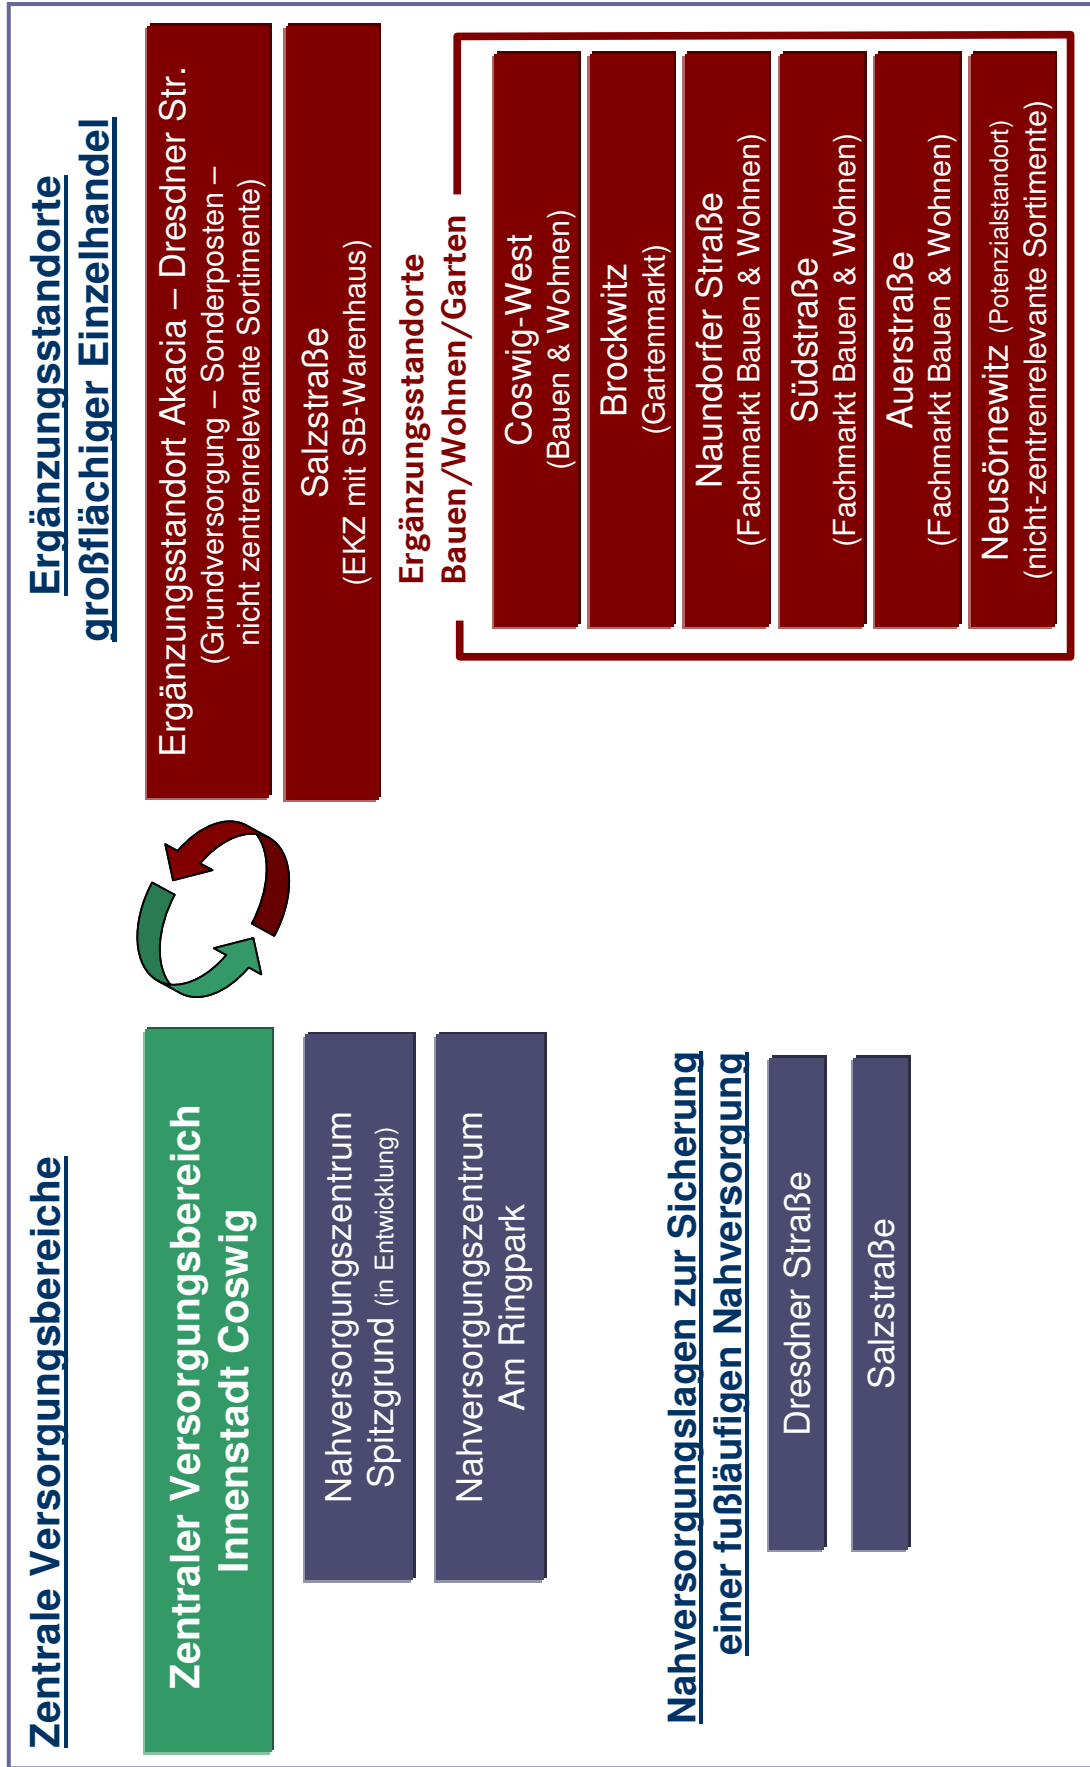 Zentrale Versorgungsbereiche
Zentraler Versorgungsbereich
Innenstadt Coswig
Nahversorgungszentrum
Spitzgrund (in Entwicklung)
Nahversorgungszentrum
Am Ringpark
Nahversorgungslagen zur Sicherung
einer fußläufigen Nahversorgung
Dresdner Straße
Salzstraße
Ergänzungsstandorte
großflächiger Einzelhandel
Ergänzungsstandort Akacia – Dresdner Str.
(Grundversorgung – Sonderposten –
nicht zentrenrelevante Sortimente)
Salzstraße
(EKZ mit SB-Warenhaus)
Ergänzungsstandorte
Bauen/Wohnen/Garten
Coswig-West
(Bauen & Wohnen)
Brockwitz
(Gartenmarkt)
Naundorfer Straße
(Fachmarkt Bauen & Wohnen)
Südstraße
(Fachmarkt Bauen & Wohnen)
Auerstraße
(Fachmarkt Bauen & Wohnen)
Neusörnewitz (Potenzialstandort)
(nicht-zentrenrelevante Sortimente)